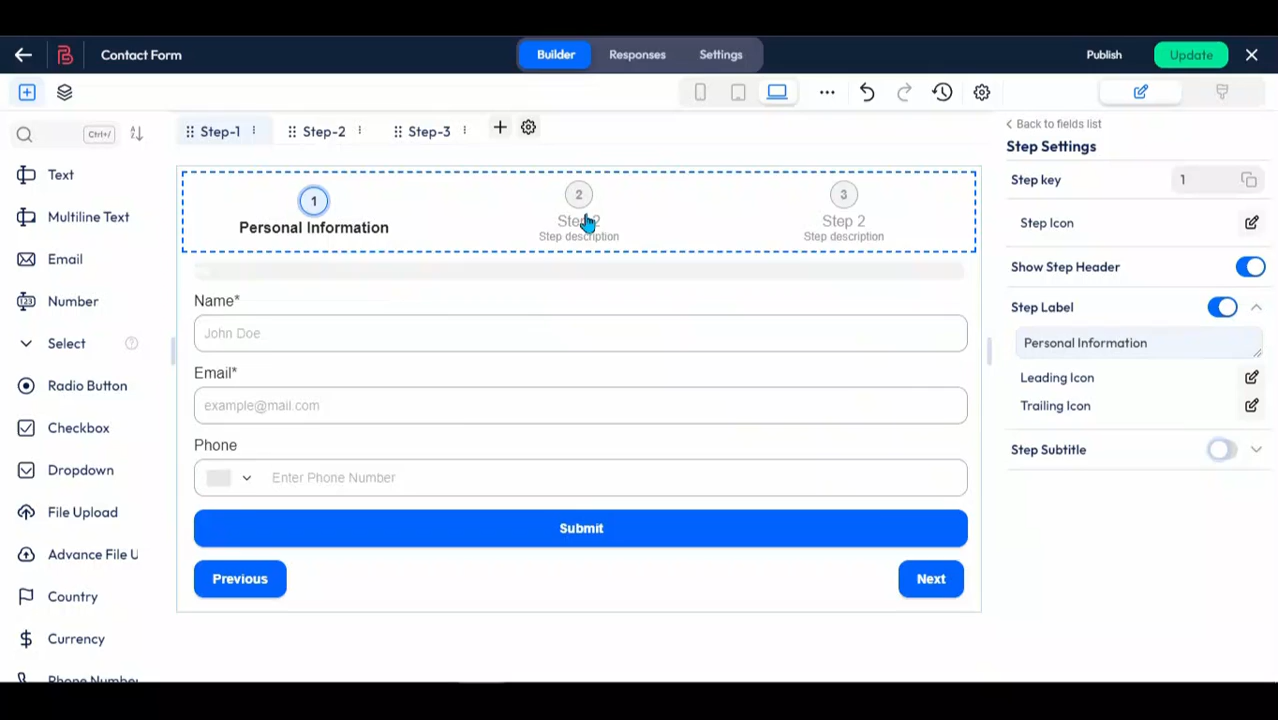 Contact Form
Builder
Responses
Settings
Publish
Update
Ctrl+/
Step-1
Step-2
Step-3
Text
Multiline Text
Email
Number
Select
Radio Button
Checkbox
Dropdown
File Upload
Advance File U
Country
Currency
1
Personal Information
2
Step 2
Step description
3
Step 2
Step description
Name*
John Doe
Email*
example@mail.com
Phone
Enter Phone Number
Submit
Previous
Next
Back to fields list
Step Settings
Step key
1
Step Icon
Show Step Header
Step Label
Personal Information
Leading Icon
Trailing Icon
Step Subtitle